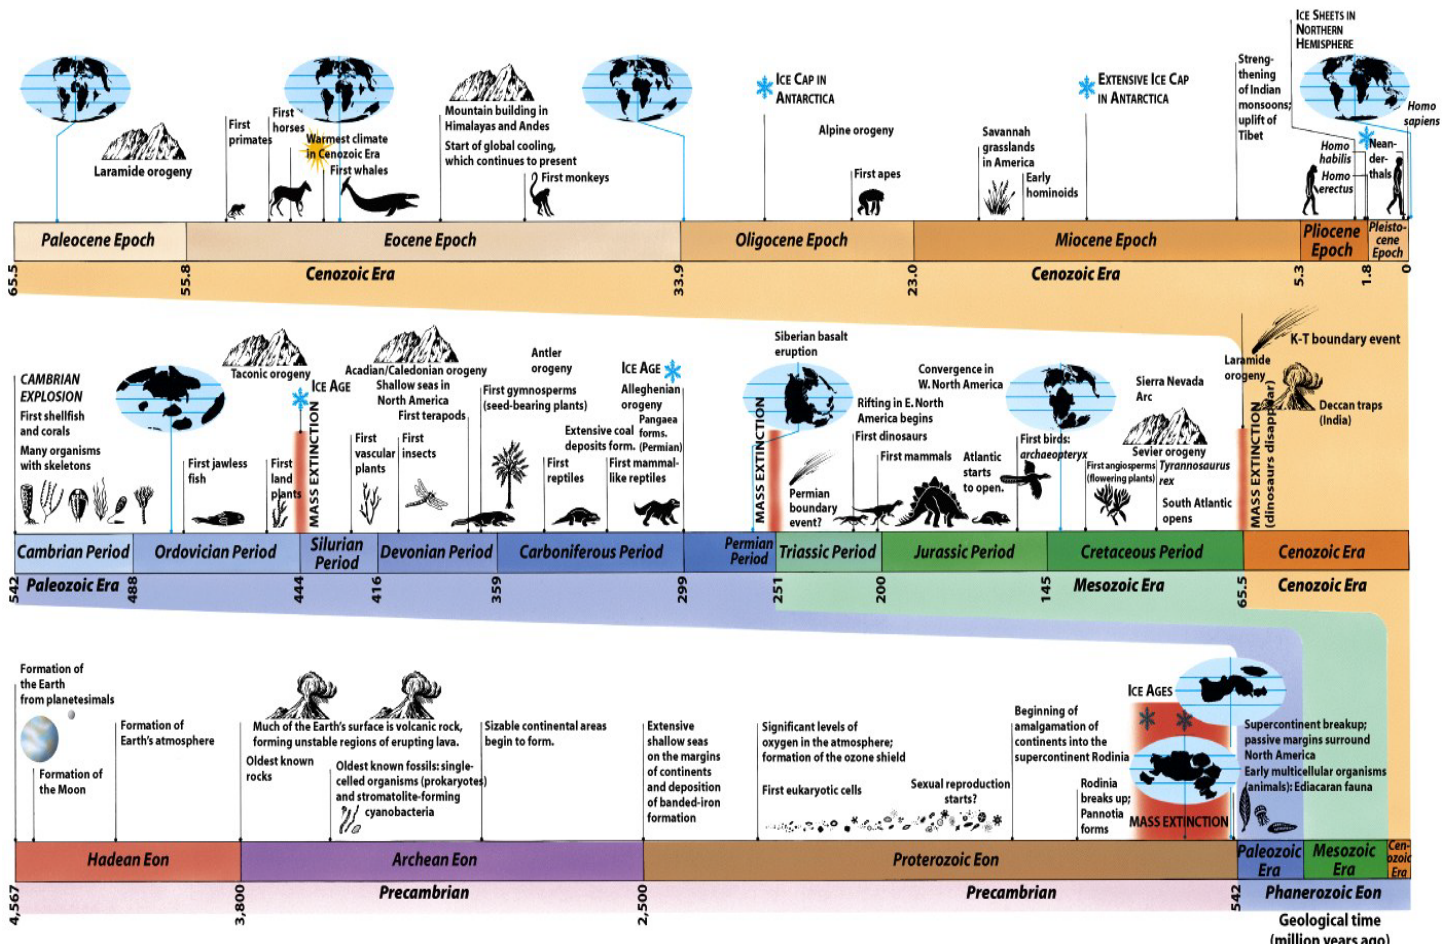 ICE SHEETS IN
NORTHERN
HEMISPHERE
ICE CAP IN
ANTARCTICA
EXTENSIVE ICE CAP
IN ANTARCTICA
Streng-
thening
of Indian
monsoons;
uplift of
Tibet
Homo
sapiens
Laramide orogeny
First
primates
First
horses
Warmest climate
in Cenozoic Era
First whales
Mountain building in
Himalayas and Andes
Start of global cooling,
which continues to present
First monkeys
Alpine orogeny
First apes
Savannah
grasslands
in America
Early
hominoids
Homo
habilis
Homo
erectus
Nean-
der-
thals
Paleocene Epoch
Eocene Epoch
Oligocene Epoch
Miocene Epoch
Pliocene
Epoch
Pleisto-
cene
Epoch
65.5
55.8
Cenozoic Era
33.9
23.0
Cenozoic Era
5.3
1.8
0
CAMBRIAN
EXPLOSION
First shellfish
and corals
Many organisms
with skeletons
First jawless
fish
Taconic orogeny
First
land
plants
ICE AGE
MASS EXTINCTION
Acadian/Caledonian orogeny
Shallow seas in
North America
First terapods
First
vascular
plants
First
insects
First gymnosperms
(seed-bearing plants)
Antler
orogeny
Extensive coal
deposits form.
First
reptiles
ICE AGE
Alleghenian
orogeny
Pangaea
forms.
(Permian)
First mammal-
like reptiles
MASS EXTINCTION
Siberian basalt
eruption
Permian
boundary
event?
Rifting in E. North
America begins
First dinosaurs
First mammals
Convergence in
W. North America
Atlantic
starts
to open.
First birds:
archaeopteryx
Sierra Nevada
Arc
Sevier orogeny
First angiosperms
(flowering plants)
Tyrannosaurus
rex
South Atlantic
opens
Laramide
orogeny
MASS EXTINCTION
(dinosaurs disappear)
K-T boundary event
Deccan traps
(India)
Cambrian Period
Ordovician Period
Silurian
Period
Devonian Period
Carboniferous Period
Permian
Period
Triassic Period
Jurassic Period
Cretaceous Period
Cenozoic Era
542
Paleozoic Era
488
444
416
359
299
251
200
145
Mesozoic Era
65.5
Cenozoic Era
Formation of
the Earth
from planetesimals
Formation of
the Moon
Formation of
Earth's atmosphere
Much of the Earth's surface is volcanic rock,
forming unstable regions of erupting lava.
Oldest known
rocks
Oldest known fossils: single-
celled organisms (prokaryotes)
and stromatolite-forming
cyanobacteria
Sizable continental areas
begin to form.
Extensive
shallow seas
on the margins
of continents
and deposition
of banded-iron
formation
Significant levels of
oxygen in the atmosphere;
formation of the ozone shield
First eukaryotic cells
Sexual reproduction
starts?
Beginning of
amalgamation of
continents into the
supercontinent Rodinia
Rodinia
breaks up;
Pannotia
forms
ICE AGES
MASS EXTINCTION
Supercontinent breakup;
passive margins surround
North America
Early multicellular organisms
(animals): Ediacaran fauna
Hadean Eon
Archean Eon
Proterozoic Eon
Paleozoic
Era
Mesozoic
Era
Cen-
ozoic
Era
4,567
3,800
Precambrian
2,500
Precambrian
542
Phanerozoic Eon
Geological time
(million years ago)